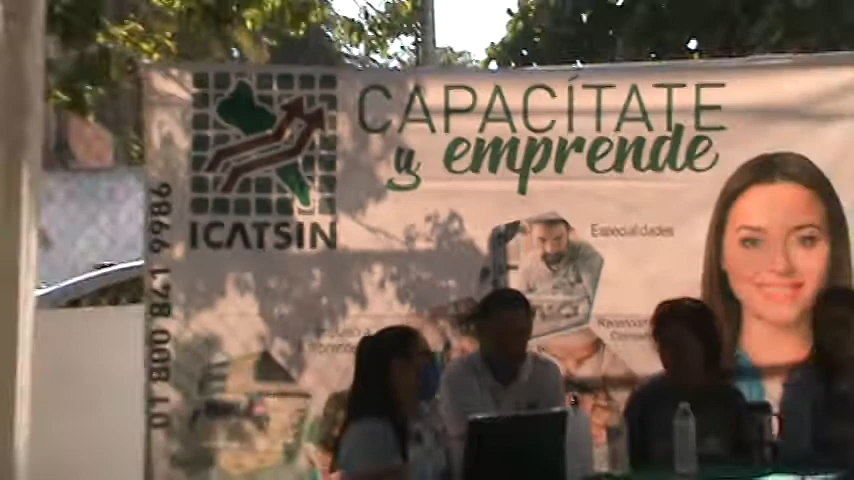 CAPACÍTATE
y emprende
ICATSIN
01 800 841 9986
Especialidades